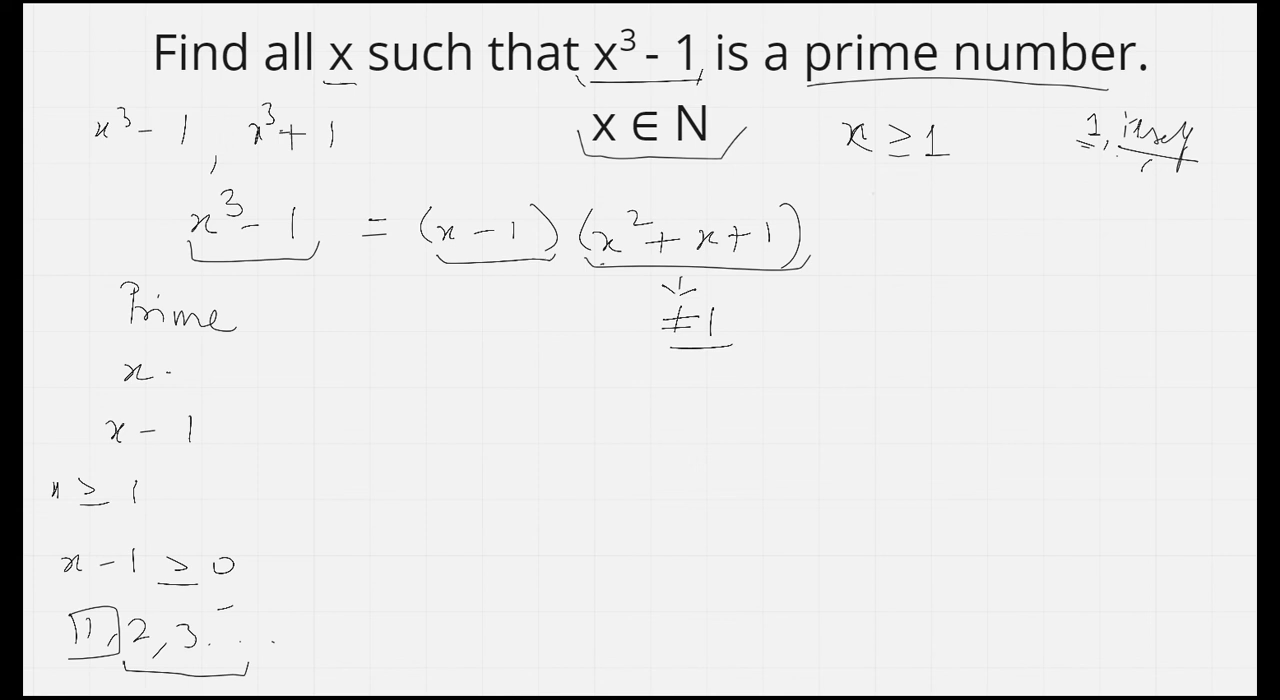 Find all x such that x³ - 1 is a prime number.
x³ - 1, x³ + 1
x ∈ N
x ≥ 1
1, itself
x³ - 1 = (x - 1) (x² + x + 1)
≠ 1
Prime
x
x - 1
x ≥ 1
x - 1 ≥ 0
1, 2, 3 . . .